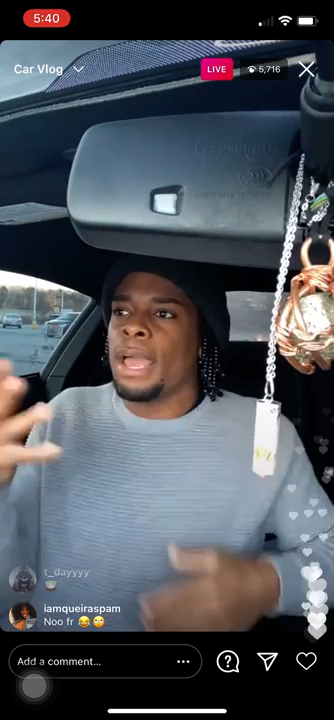 5:40
Car Vlog
LIVE
5,716
t_dayyyy
iamqueiraspam
Noo fr 😂🙄
Add a comment...